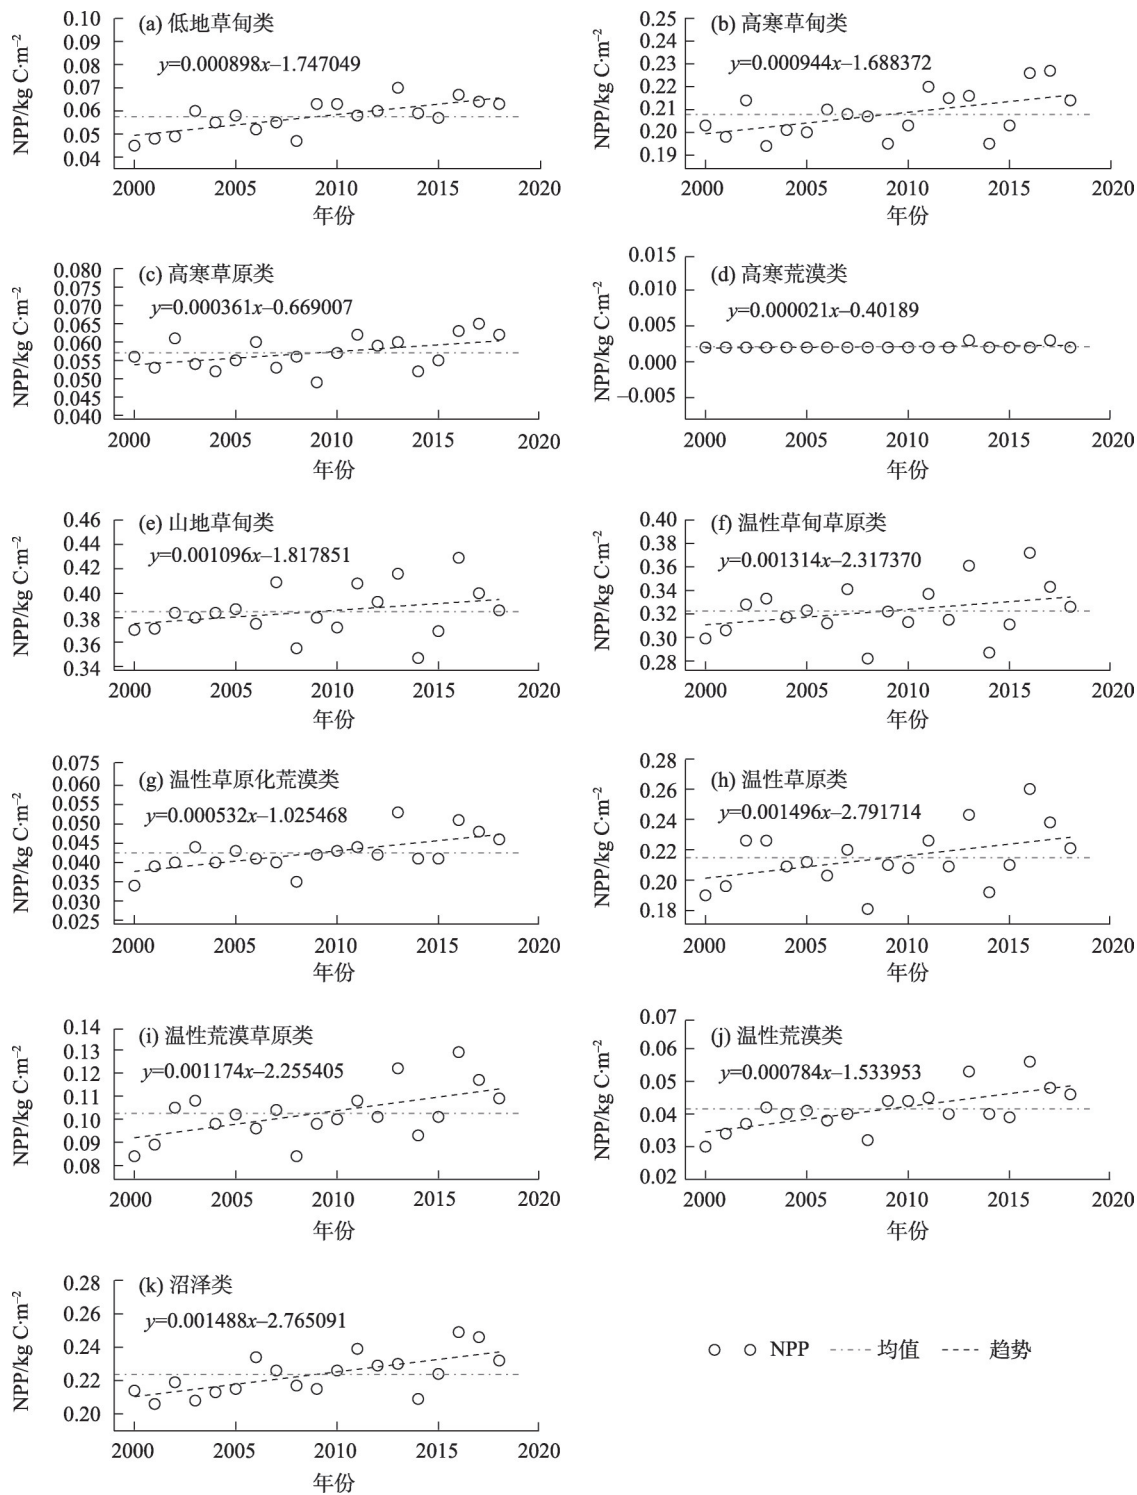 (a) 低地草甸类
y=0.000898x–1.747049
NPP/kg C·m⁻²
0.10
0.09
0.08
0.07
0.06
0.05
0.04
2000 2005 2010 2015 2020
年份
(b) 高寒草甸类
y=0.000944x–1.688372
NPP/kg C·m⁻²
0.25
0.24
0.23
0.22
0.21
0.20
0.19
2000 2005 2010 2015 2020
年份
(c) 高寒草原类
y=0.000361x–0.669007
NPP/kg C·m⁻²
0.080
0.075
0.070
0.065
0.060
0.055
0.050
0.045
0.040
2000 2005 2010 2015 2020
年份
(d) 高寒荒漠类
y=0.000021x–0.40189
NPP/kg C·m⁻²
0.015
0.010
0.005
0.000
–0.005
2000 2005 2010 2015 2020
年份
(e) 山地草甸类
y=0.001096x–1.817851
NPP/kg C·m⁻²
0.46
0.44
0.42
0.40
0.38
0.36
0.34
2000 2005 2010 2015 2020
年份
(f) 温性草甸草原类
y=0.001314x–2.317370
NPP/kg C·m⁻²
0.40
0.38
0.36
0.34
0.32
0.30
0.28
2000 2005 2010 2015 2020
年份
(g) 温性草原化荒漠类
y=0.000532x–1.025468
NPP/kg C·m⁻²
0.075
0.060
0.055
0.050
0.045
0.040
0.035
0.030
0.025
2000 2005 2010 2015 2020
年份
(h) 温性草原类
y=0.001496x–2.791714
NPP/kg C·m⁻²
0.28
0.26
0.24
0.22
0.20
0.18
2000 2005 2010 2015 2020
年份
(i) 温性荒漠草原类
y=0.001174x–2.255405
NPP/kg C·m⁻²
0.14
0.13
0.12
0.11
0.10
0.09
0.08
2000 2005 2010 2015 2020
年份
(j) 温性荒漠类
y=0.000784x–1.533953
NPP/kg C·m⁻²
0.07
0.06
0.05
0.04
0.03
0.02
2000 2005 2010 2015 2020
年份
(k) 沼泽类
y=0.001488x–2.765091
NPP/kg C·m⁻²
0.28
0.26
0.24
0.22
0.20
2000 2005 2010 2015 2020
年份
NPP 均值 趋势